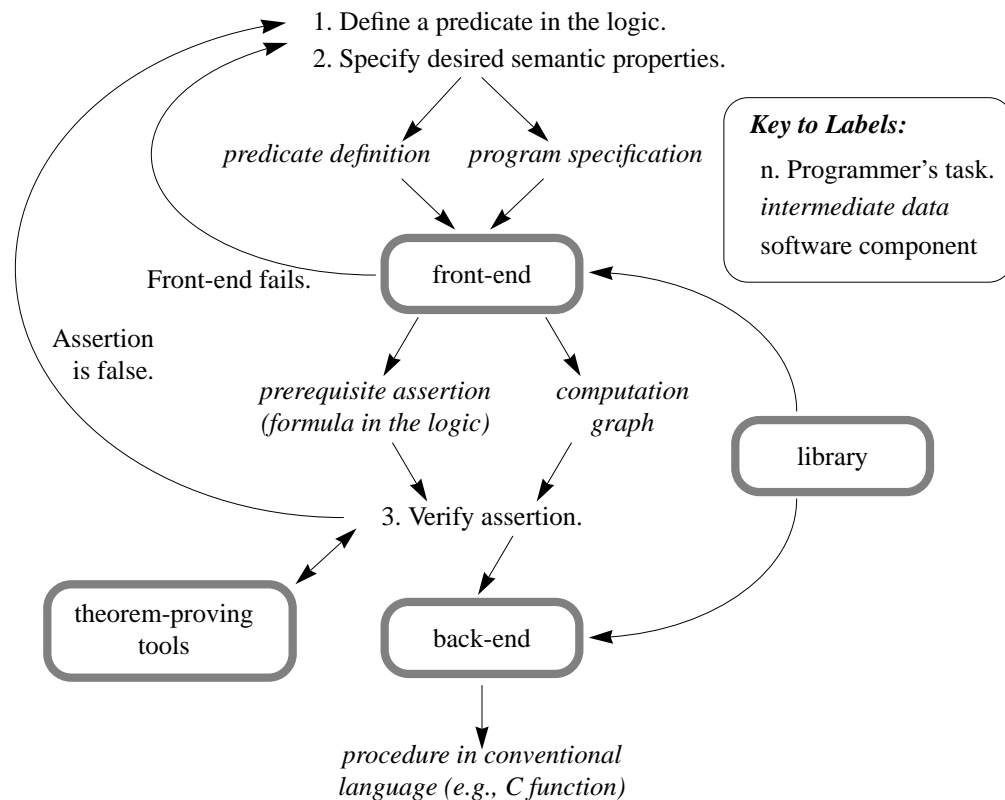 1. Define a predicate in the logic.
2. Specify desired semantic properties.
predicate definition
program specification
Key to Labels:
n. Programmer’s task.
intermediate data
software component
front-end
Front-end fails.
Assertion
is false.
prerequisite assertion
(formula in the logic)
computation
graph
library
3. Verify assertion.
theorem-proving
tools
back-end
procedure in conventional
language (e.g., C function)